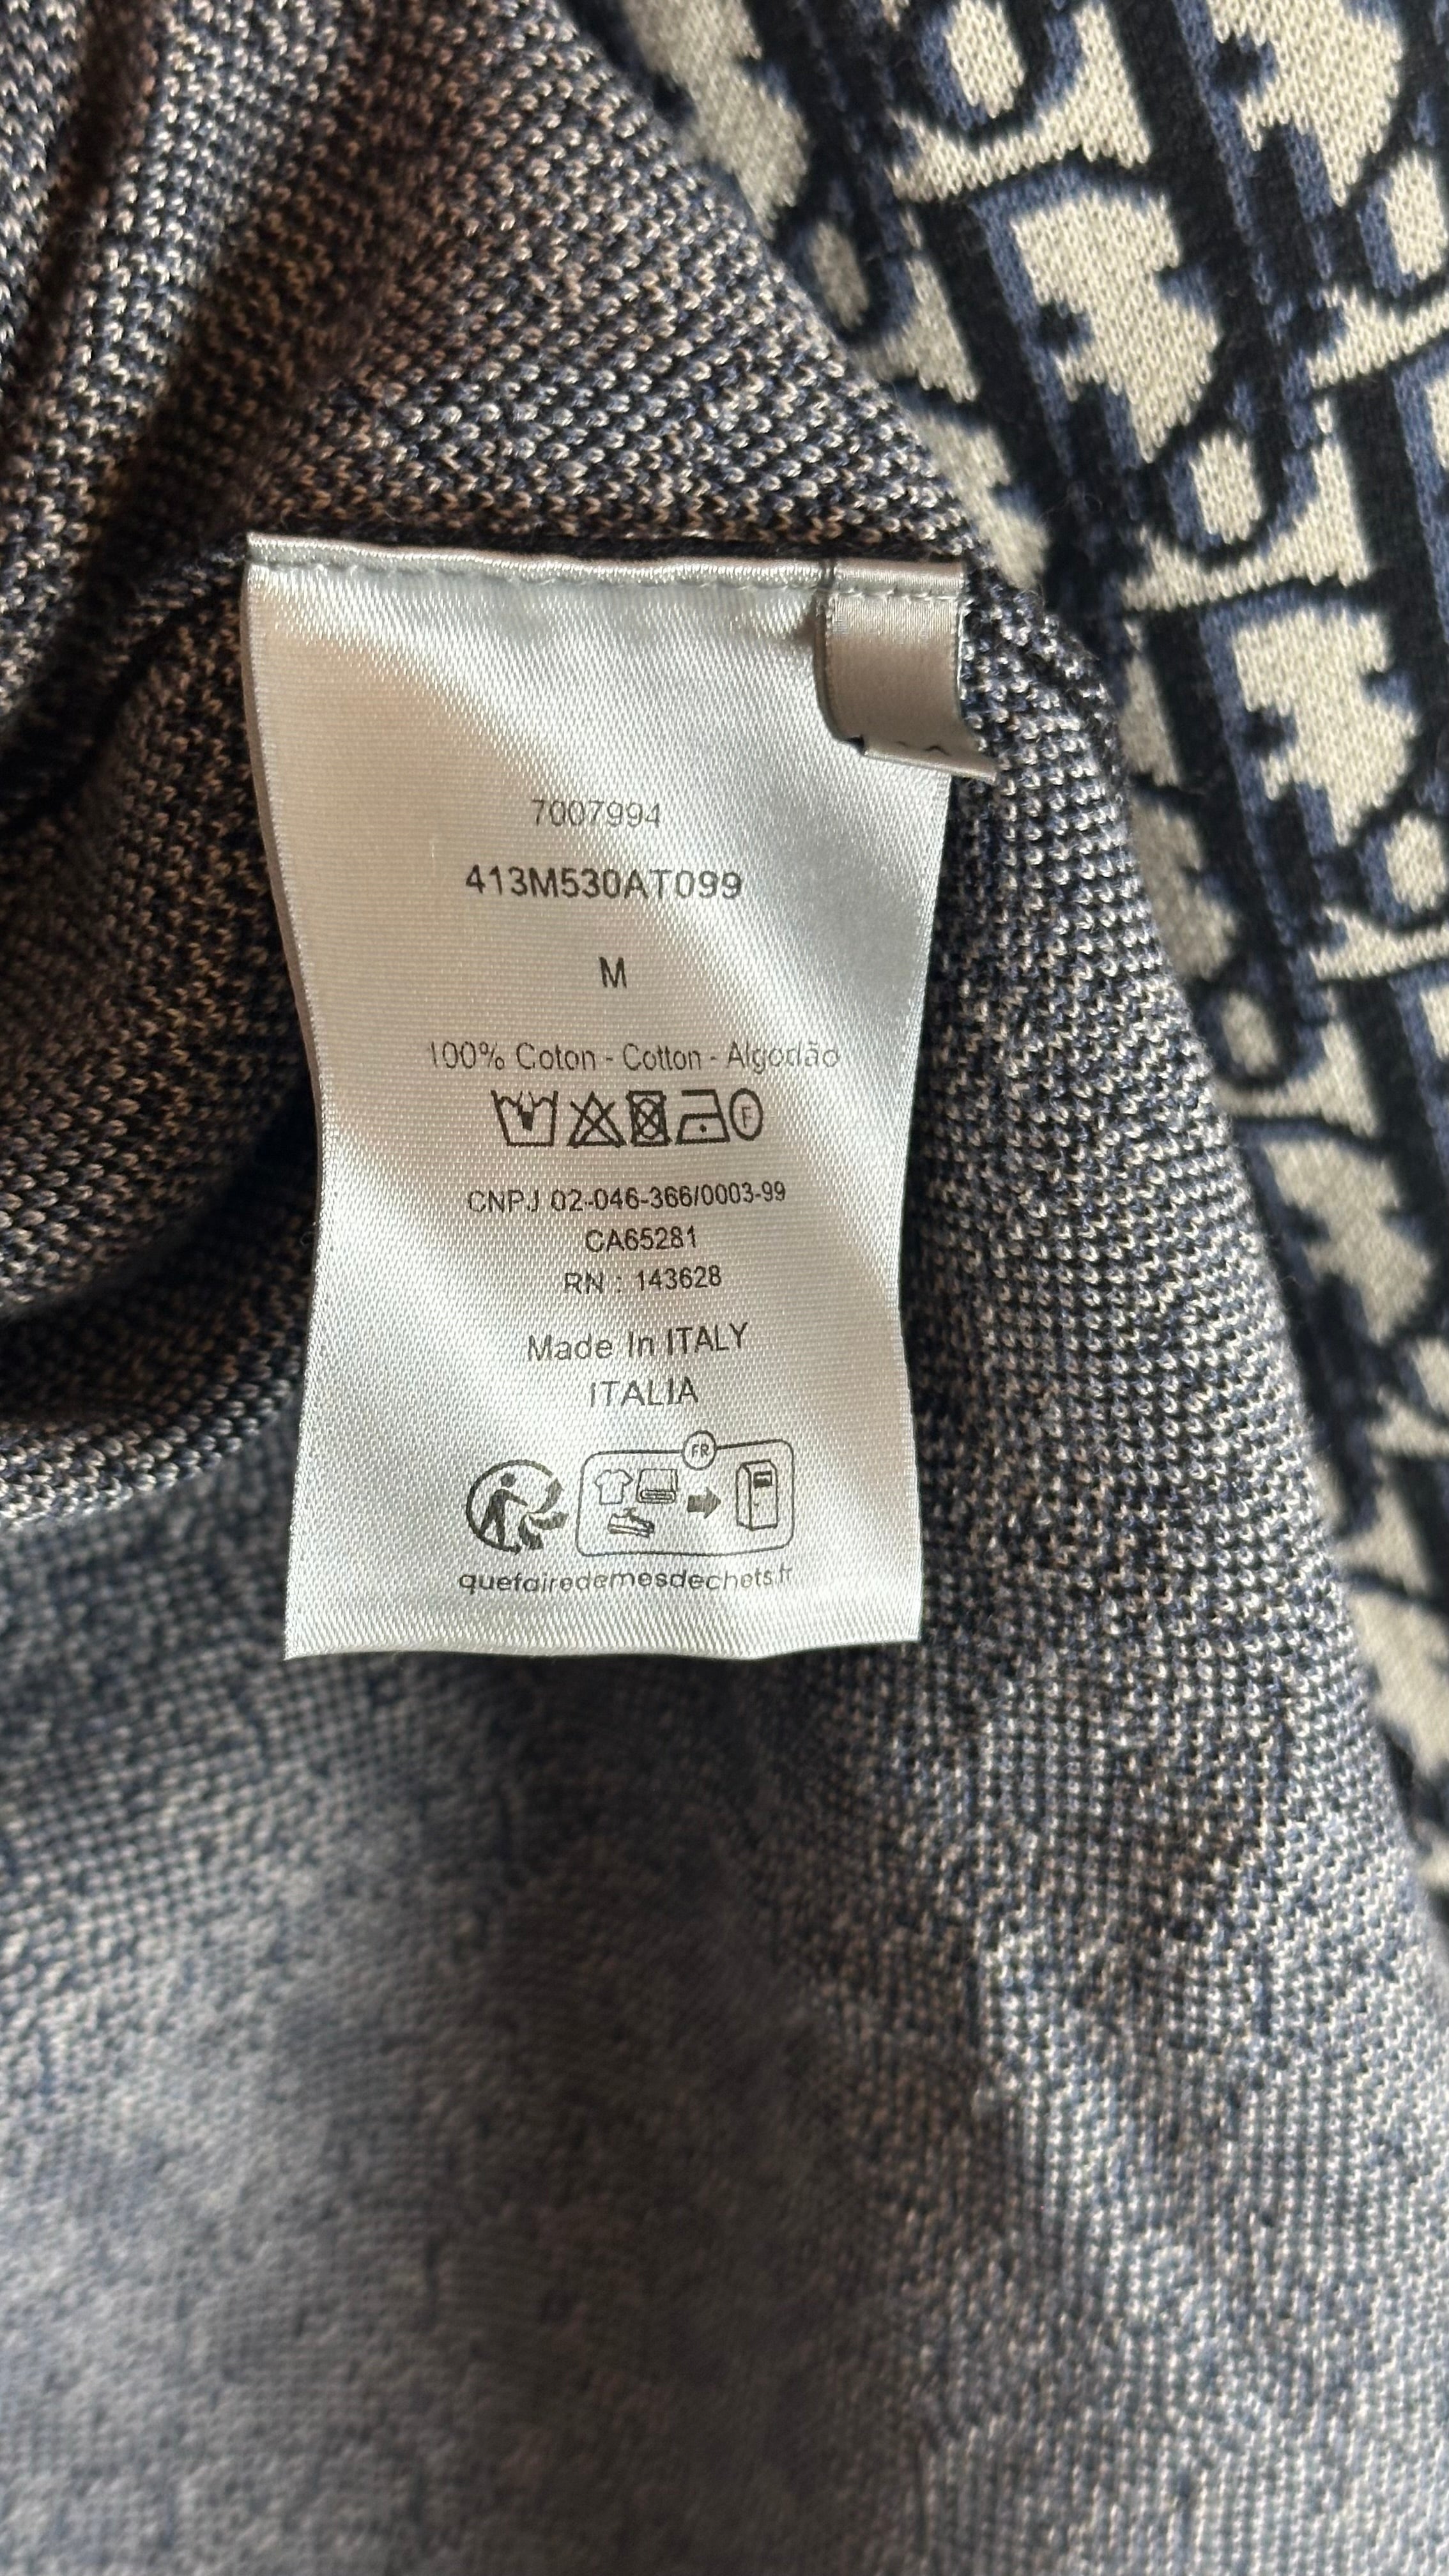 7007994
413M530AT099
M
100% Coton - Cotton - Algodão
F
CNPJ 02-046-366/0003-99
CA65281
RN : 143628
Made In ITALY
ITALIA
FR
quefairedemesdechets.fr